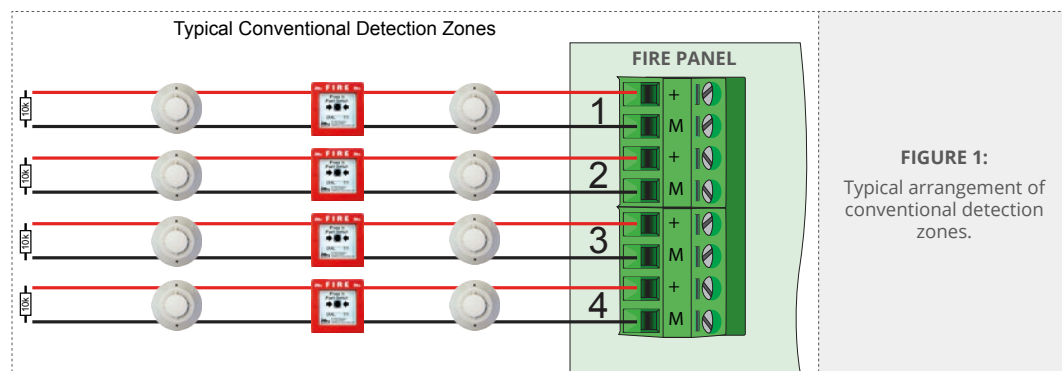 Typical Conventional Detection Zones
FIRE PANEL
10k
FIRE
1
+
M
10k
FIRE
2
+
M
10k
FIRE
3
+
M
10k
FIRE
4
+
M
FIGURE 1:
Typical arrangement of
conventional detection
zones.